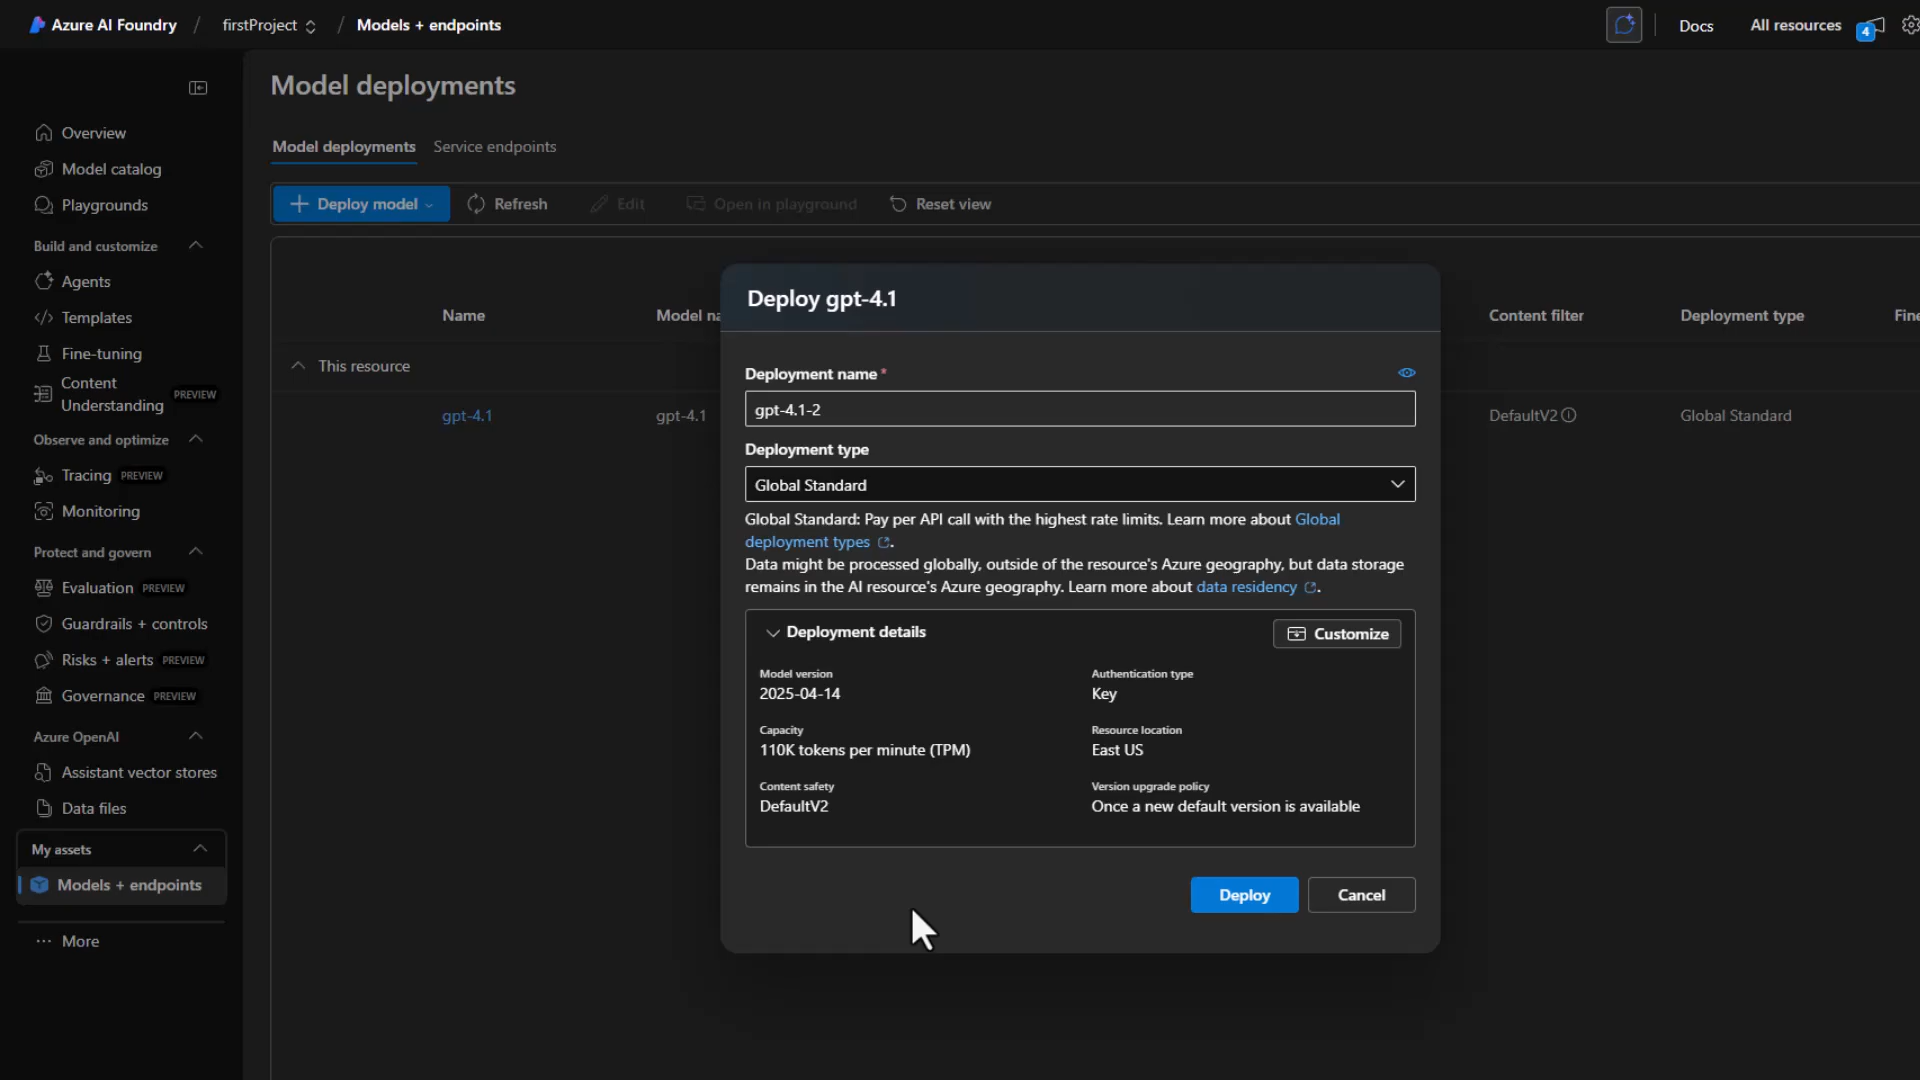 Azure AI Foundry / firstProject / Models + endpoints
Docs
All resources
4
Model deployments
Model deployments
Service endpoints
Deploy model
Refresh
Edit
Open in playground
Reset view
Overview
Model catalog
Playgrounds
Build and customize
Agents
Templates
Fine-tuning
Content
Understanding
PREVIEW
Observe and optimize
Tracing PREVIEW
Monitoring
Protect and govern
Evaluation PREVIEW
Guardrails + controls
Risks + alerts PREVIEW
Governance PREVIEW
Azure OpenAI
Assistant vector stores
Data files
My assets
Models + endpoints
More
Name
Model na
Content filter
Deployment type
Fine
This resource
gpt-4.1
gpt-4.1
DefaultV2
Global Standard
Deploy gpt-4.1
Deployment name *
gpt-4.1-2
Deployment type
Global Standard
Global Standard: Pay per API call with the highest rate limits. Learn more about Global
deployment types .
Data might be processed globally, outside of the resource's Azure geography, but data storage
remains in the AI resource's Azure geography. Learn more about data residency .
Deployment details
Customize
Model version
2025-04-14
Authentication type
Key
Capacity
110K tokens per minute (TPM)
Resource location
East US
Content safety
DefaultV2
Version upgrade policy
Once a new default version is available
Deploy
Cancel